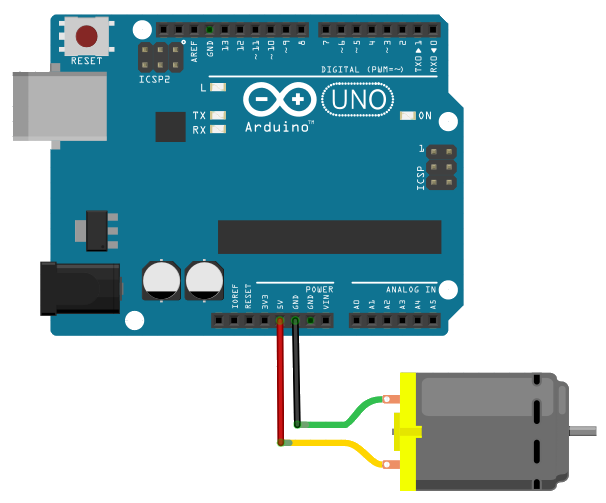 RESET
ICSP2
AREF
GND
13
12
~11
~10
~9
8
7
~6
~5
4
~3
2
TXD▶1
RXD◀0
DIGITAL (PWM=~)
L
TX
RX
Arduino™
UNO
ON
1
ICSP
POWER
ANALOG IN
IOREF
RESET
3V3
5V
GND
GND
VIN
A0
A1
A2
A3
A4
A5